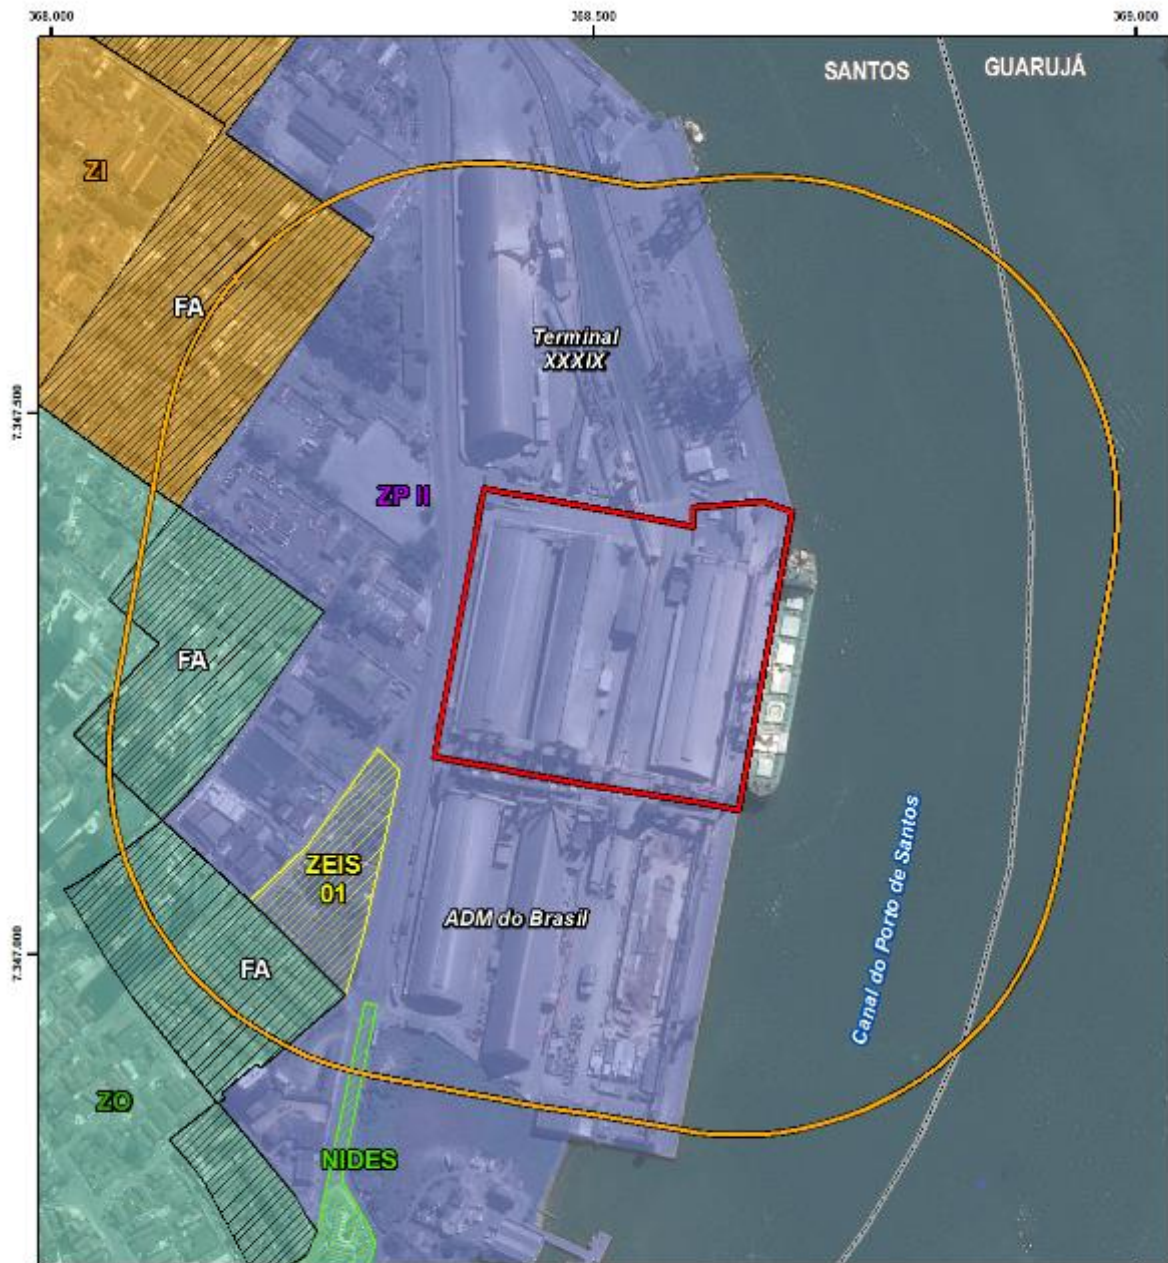 368.000
368.500
369.000
SANTOS
GUARUJÁ
ZI
FA
Terminal
XXXIX
7.347.500
ZP II
FA
ZEIS
01
ADM do Brasil
Canal do Porto de Santos
FA
7.347.000
ZO
NIDES